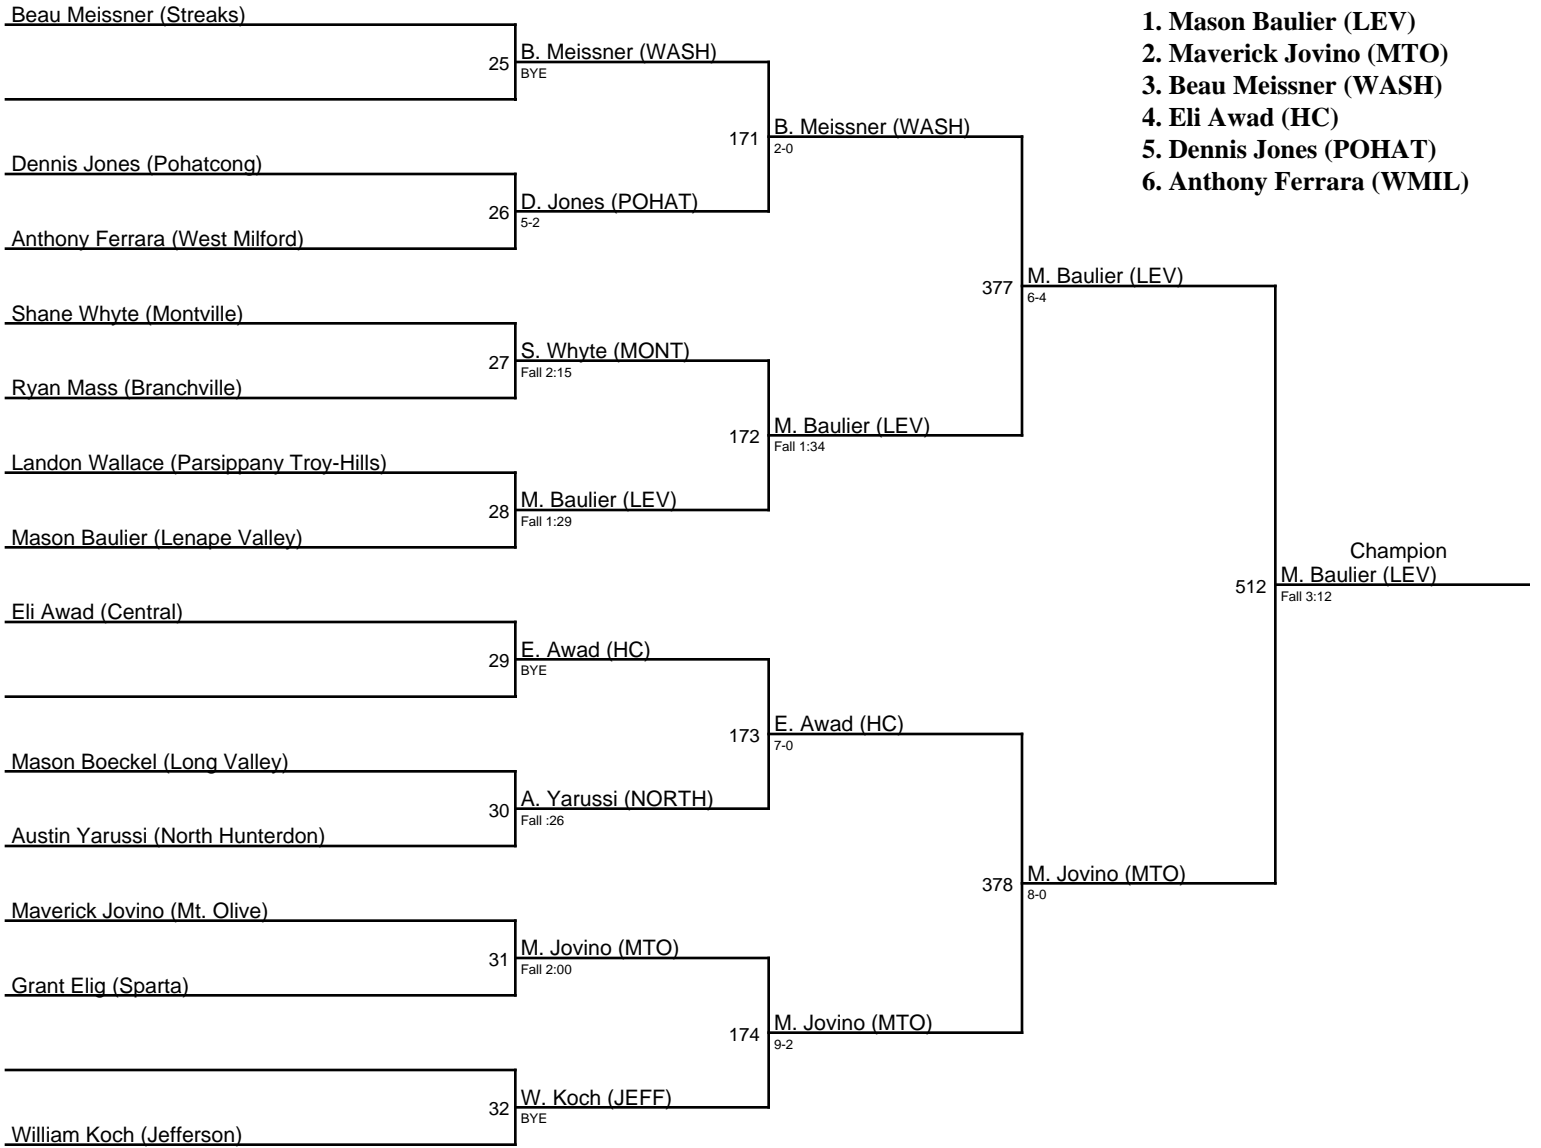 Beau Meissner (Streaks)
25
B. Meissner (WASH)
BYE
Dennis Jones (Pohatcong)
26
D. Jones (POHAT)
5-2
Anthony Ferrara (West Milford)
171
B. Meissner (WASH)
2-0
Shane Whyte (Montville)
27
S. Whyte (MONT)
Fall 2:15
Ryan Mass (Branchville)
Landon Wallace (Parsippany Troy-Hills)
28
M. Baulier (LEV)
Fall 1:29
Mason Baulier (Lenape Valley)
172
M. Baulier (LEV)
Fall 1:34
377
M. Baulier (LEV)
6-4
Eli Awad (Central)
29
E. Awad (HC)
BYE
Mason Boeckel (Long Valley)
30
A. Yarussi (NORTH)
Fall :26
Austin Yarussi (North Hunterdon)
173
E. Awad (HC)
7-0
Maverick Jovino (Mt. Olive)
31
M. Jovino (MTO)
Fall 2:00
Grant Elig (Sparta)
32
W. Koch (JEFF)
BYE
William Koch (Jefferson)
174
M. Jovino (MTO)
9-2
378
M. Jovino (MTO)
8-0
512
Champion
M. Baulier (LEV)
Fall 3:12
1. Mason Baulier (LEV)
2. Maverick Jovino (MTO)
3. Beau Meissner (WASH)
4. Eli Awad (HC)
5. Dennis Jones (POHAT)
6. Anthony Ferrara (WMIL)